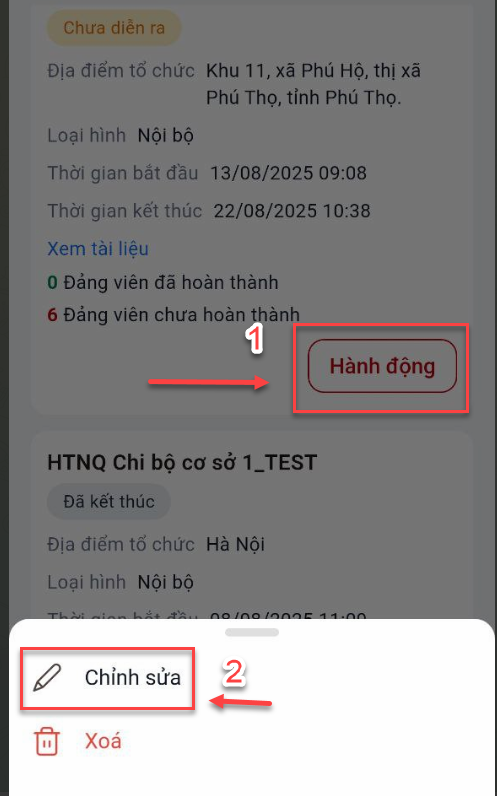 Chưa diễn ra
Địa điểm tổ chức Khu 11, xã Phú Hộ, thị xã
Phú Thọ, tỉnh Phú Thọ.
Loại hình Nội bộ
Thời gian bắt đầu 13/08/2025 09:08
Thời gian kết thúc 22/08/2025 10:38
Xem tài liệu
0 Đảng viên đã hoàn thành
6 Đảng viên chưa hoàn thành
1
Hành động
HTNQ Chi bộ cơ sở 1_TEST
Đã kết thúc
Địa điểm tổ chức Hà Nội
Loại hình Nội bộ
Thời gian bắt đầu 08/08/2025 11:00
Chỉnh sửa
2
Xoá